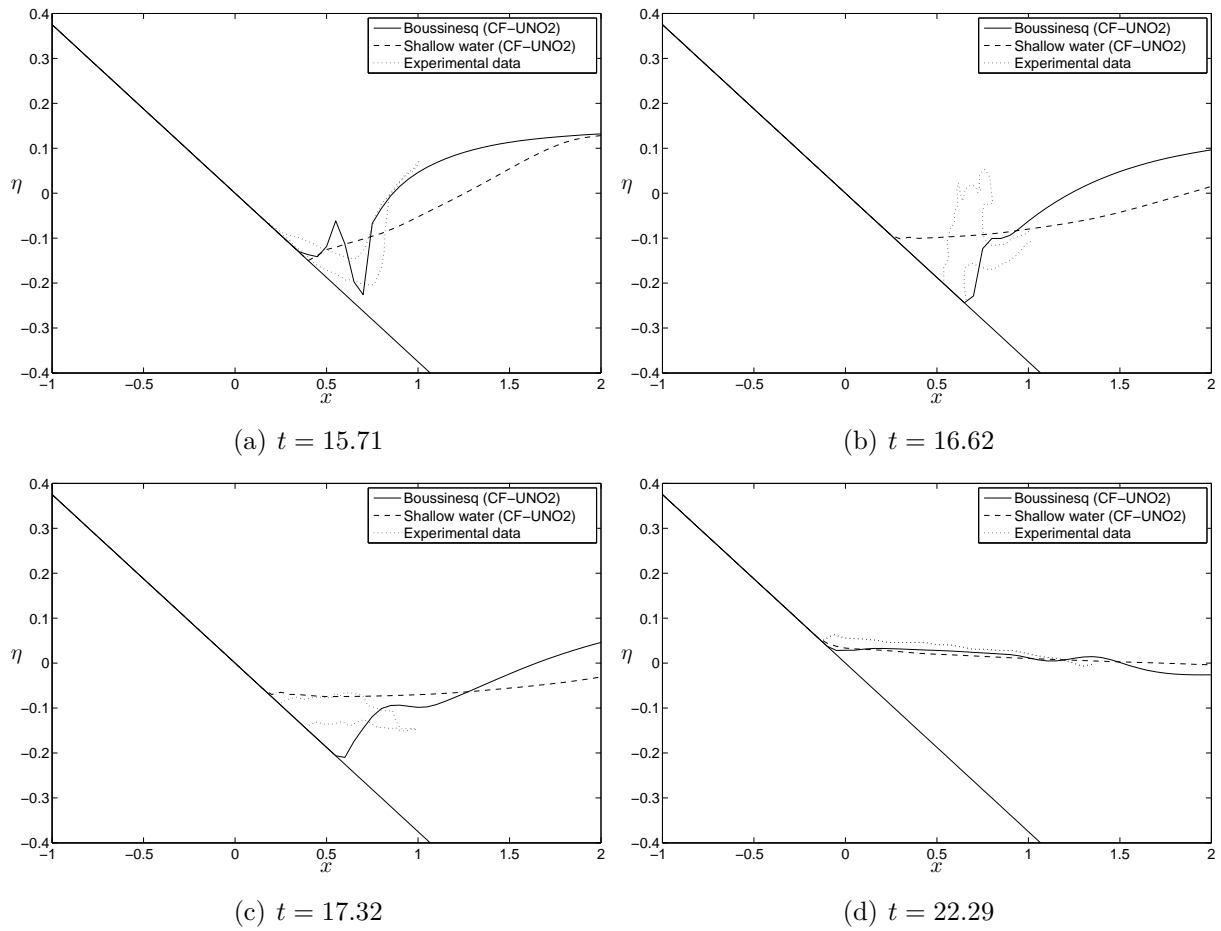 0.4
0.3
0.2
0.1
0
−0.1
−0.2
−0.3
−0.4
η
−1
−0.5
0
0.5
1
1.5
2
x
Boussinesq (CF−UNO2)
Shallow water (CF−UNO2)
Experimental data
(a) t = 15.71
0.4
0.3
0.2
0.1
0
−0.1
−0.2
−0.3
−0.4
η
−1
−0.5
0
0.5
1
1.5
2
x
Boussinesq (CF−UNO2)
Shallow water (CF−UNO2)
Experimental data
(b) t = 16.62
0.4
0.3
0.2
0.1
0
−0.1
−0.2
−0.3
−0.4
η
−1
−0.5
0
0.5
1
1.5
2
x
Boussinesq (CF−UNO2)
Shallow water (CF−UNO2)
Experimental data
(c) t = 17.32
0.4
0.3
0.2
0.1
0
−0.1
−0.2
−0.3
−0.4
η
−1
−0.5
0
0.5
1
1.5
2
x
Boussinesq (CF−UNO2)
Shallow water (CF−UNO2)
Experimental data
(d) t = 22.29